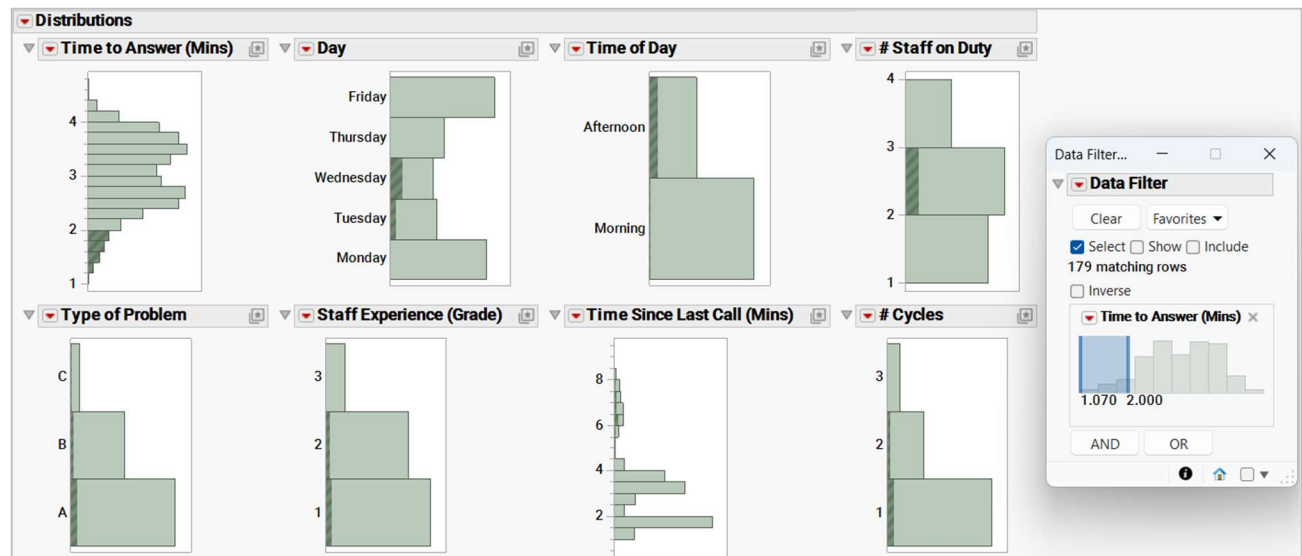 Distributions
Time to Answer (Mins)
4
3
2
1
Day
Friday
Thursday
Wednesday
Tuesday
Monday
Time of Day
Afternoon
Morning
# Staff on Duty
4
3
2
1
Type of Problem
C
B
A
Staff Experience (Grade)
3
2
1
Time Since Last Call (Mins)
8
6
4
2
# Cycles
3
2
1
Data Filter...
Data Filter
Clear Favorites
Select Show Include
179 matching rows
Inverse
Time to Answer (Mins)
1.070 2.000
AND OR